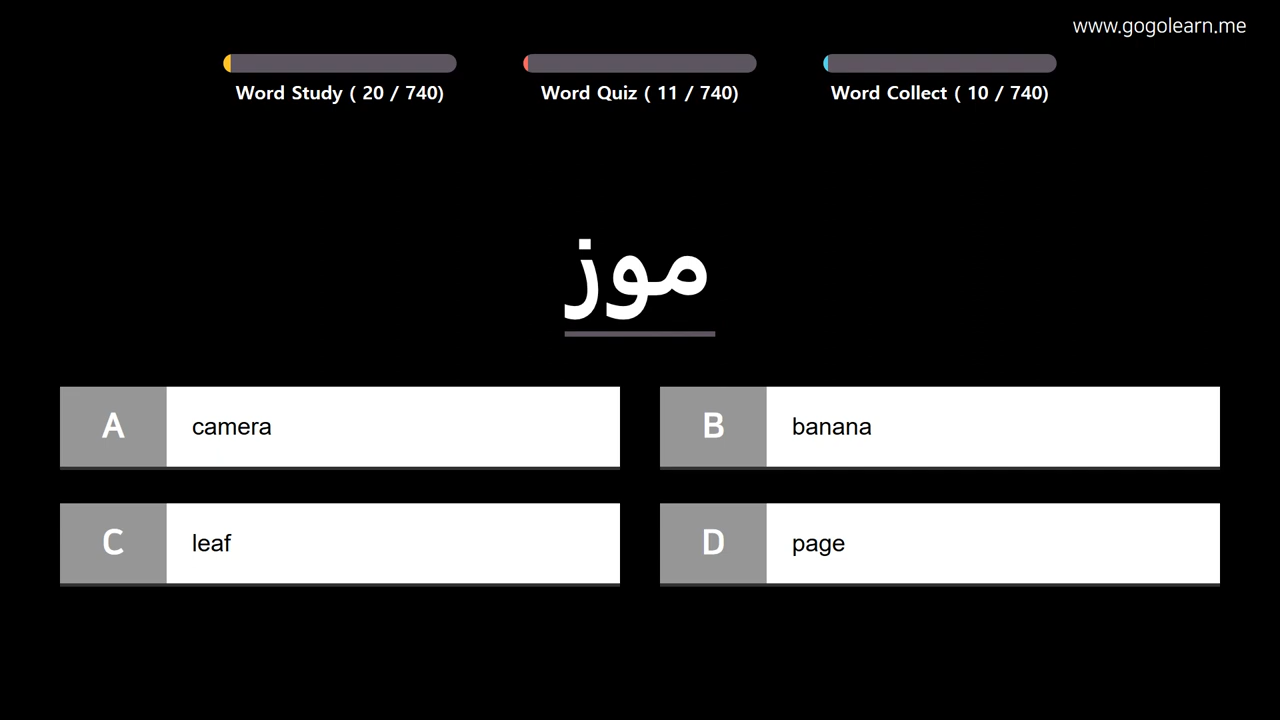 www.gogolearn.me
Word Study ( 20 / 740)
Word Quiz ( 11 / 740)
Word Collect ( 10 / 740)
موز
A camera
B banana
C leaf
D page